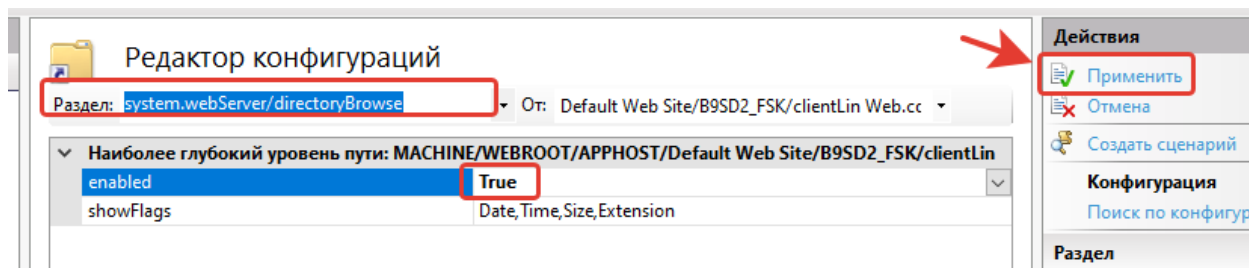 Редактор конфигураций
Раздел: system.webServer/directoryBrowse От: Default Web Site/B9SD2_FSK/clientLin Web.cc
Наиболее глубокий уровень пути: MACHINE/WEBROOT/APPHOST/Default Web Site/B9SD2_FSK/clientLin
enabled True
showFlags Date,Time,Size,Extension
Действия
Применить
Отмена
Создать сценарий
Конфигурация
Поиск по конфигур
Раздел